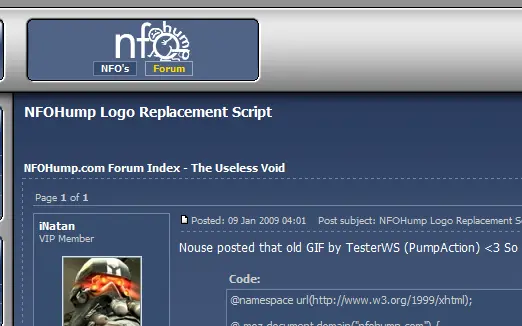 nfohump
NFO's Forum
NFOHump Logo Replacement Script
NFOHump.com Forum Index - The Useless Void
Page 1 of 1
iNatan
VIP Member
Posted: 09 Jan 2009 04:01 Post subject: NFOHump Logo Replacement
Nouse posted that old GIF by TesterWS (PumpAction) <3 So
Code:
@namespace url(http://www.w3.org/1999/xhtml);
@-moz-document domain("nfohump.com") {